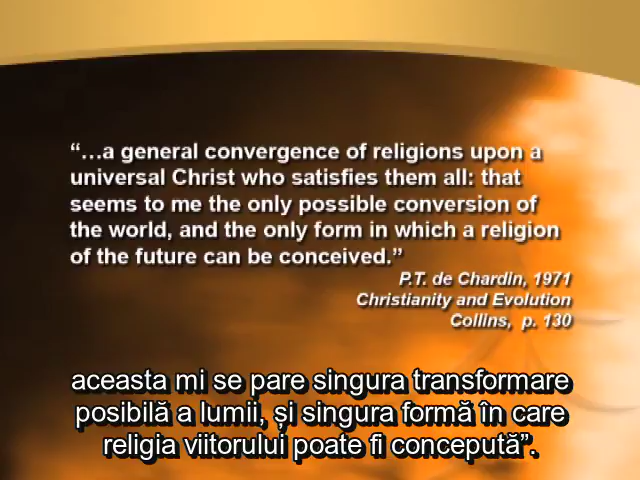 “...a general convergence of religions upon a
universal Christ who satisfies them all: that
seems to me the only possible conversion of
the world, and the only form in which a religion
of the future can be conceived.”
P.T. de Chardin, 1971
Christianity and Evolution
Collins, p. 130
aceasta mi se pare singura transformare
posibilă a lumii, și singura formă în care
religia viitorului poate fi concepută”.